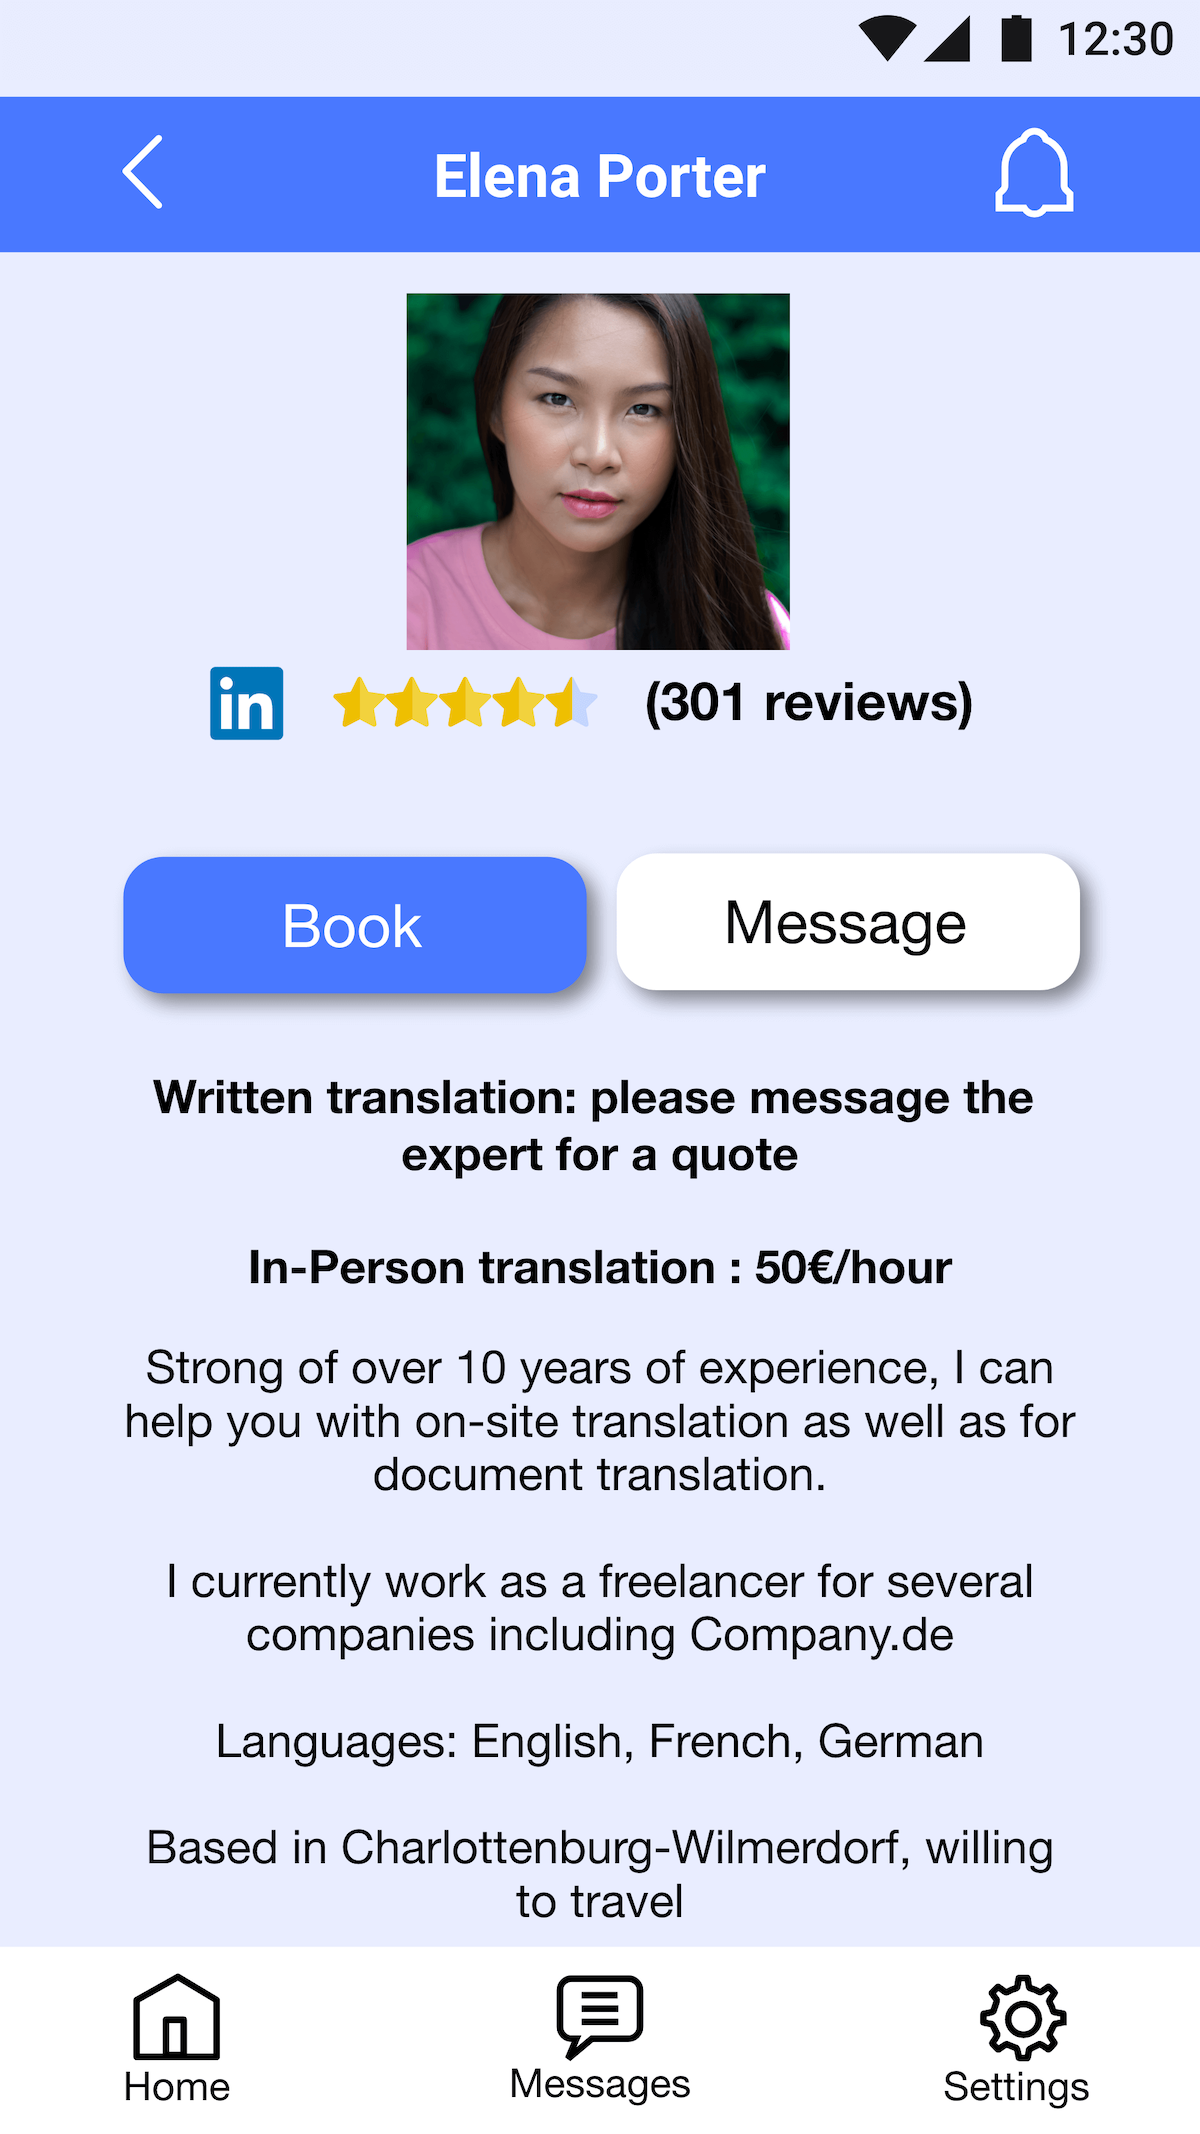 12:30
Elena Porter
in
(301 reviews)
Book
Message
Written translation: please message the
expert for a quote
In-Person translation : 50€/hour
Strong of over 10 years of experience, I can
help you with on-site translation as well as for
document translation.
I currently work as a freelancer for several
companies including Company.de
Languages: English, French, German
Based in Charlottenburg-Wilmerdorf, willing
to travel
Home
Messages
Settings